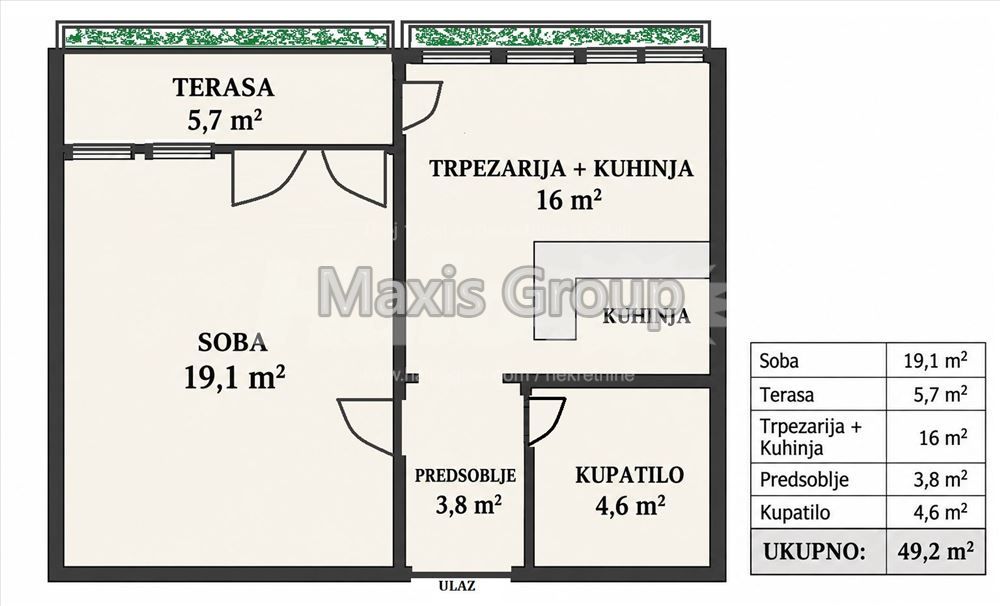 TERASA
5,7 m²
TRPEZARIJA + KUHINJA
16 m²
Maxis Group
KUHINJA
SOBA
19,1 m²
PREDSOBLJE
3,8 m²
KUPATILO
4,6 m²
ULAZ
Soba 19,1 m²
Terasa 5,7 m²
Trpezarija +
Kuhinja 16 m²
Predsoblje 3,8 m²
Kupatilo 4,6 m²
UKUPNO: 49,2 m²